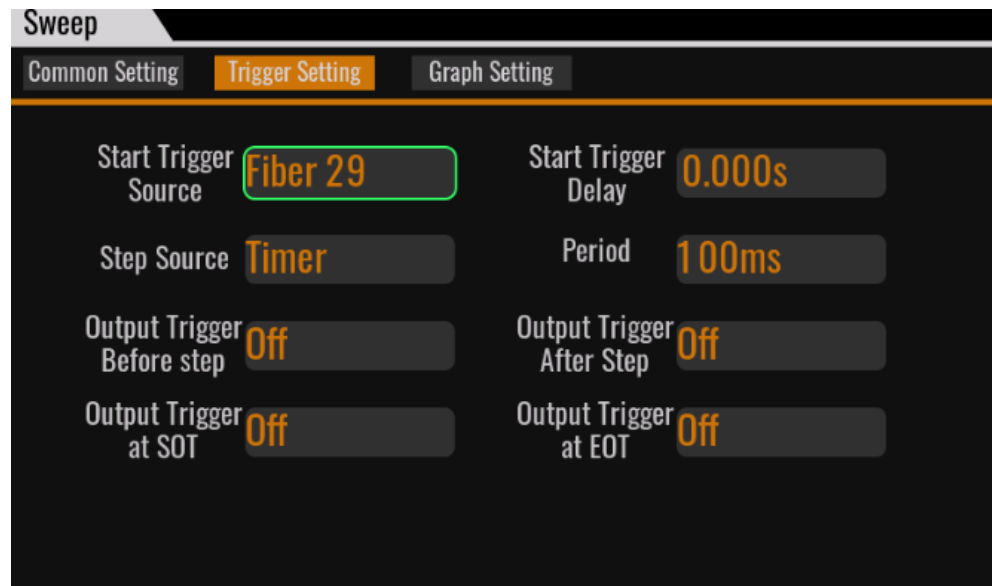 Sweep
Common Setting Trigger Setting Graph Setting
Start Trigger
Source
Fiber 29
Start Trigger
Delay
0.000s
Step Source
Timer
Period
100ms
Output Trigger
Before step
Off
Output Trigger
After Step
Off
Output Trigger
at SOT
Off
Output Trigger
at EOT
Off